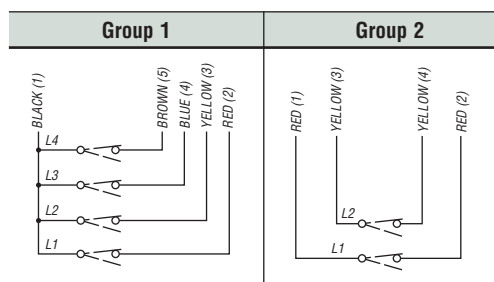 Group 1
BLACK (1)
BROWN (5)
BLUE (4)
YELLOW (3)
RED (2)
L4
L3
L2
L1
Group 2
RED (1)
YELLOW (3)
YELLOW (4)
RED (2)
L2
L1